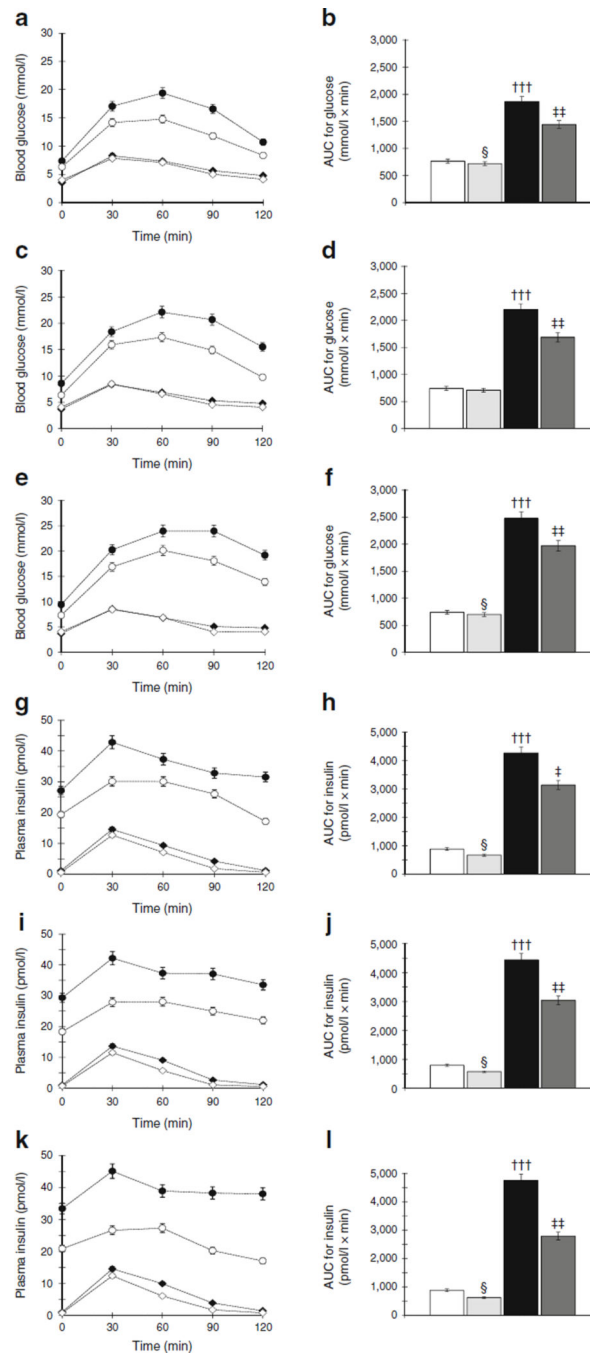 a
b
Blood glucose (mmol/l)
30
25
20
15
10
5
0
0 30 60 90 120
Time (min)
AUC for glucose
(mmol/l × min)
3,000
2,500
2,000
1,500
1,000
500
0
§
†††
‡‡
c
d
Blood glucose (mmol/l)
30
25
20
15
10
5
0
0 30 60 90 120
Time (min)
AUC for glucose
(mmol/l × min)
3,000
2,500
2,000
1,500
1,000
500
0
†††
‡‡
e
f
Blood glucose (mmol/l)
30
25
20
15
10
5
0
0 30 60 90 120
Time (min)
AUC for glucose
(mmol/l × min)
3,000
2,500
2,000
1,500
1,000
500
0
§
†††
‡‡
g
h
Plasma insulin (pmol/l)
50
40
30
20
10
0
0 30 60 90 120
Time (min)
AUC for insulin
(pmol/l × min)
5,000
4,000
3,000
2,000
1,000
0
§
†††
‡
i
j
Plasma insulin (pmol/l)
50
40
30
20
10
0
0 30 60 90 120
Time (min)
AUC for insulin
(pmol/l × min)
5,000
4,000
3,000
2,000
1,000
0
§
†††
‡‡
k
l
Plasma insulin (pmol/l)
50
40
30
20
10
0
0 30 60 90 120
Time (min)
AUC for insulin
(pmol/l × min)
5,000
4,000
3,000
2,000
1,000
0
§
†††
‡‡